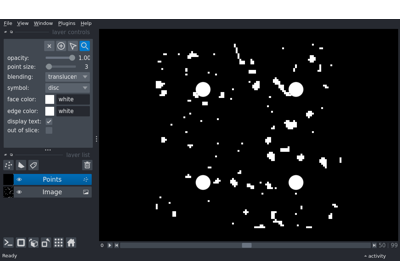 File View Window Plugins Help
layer controls
opacity: 1.00
point size: 3
blending: translucen
symbol: disc
face color: white
edge color: white
display text: ✓
out of slice:
layer list
Points
Image
Ready
0
50 99
activity